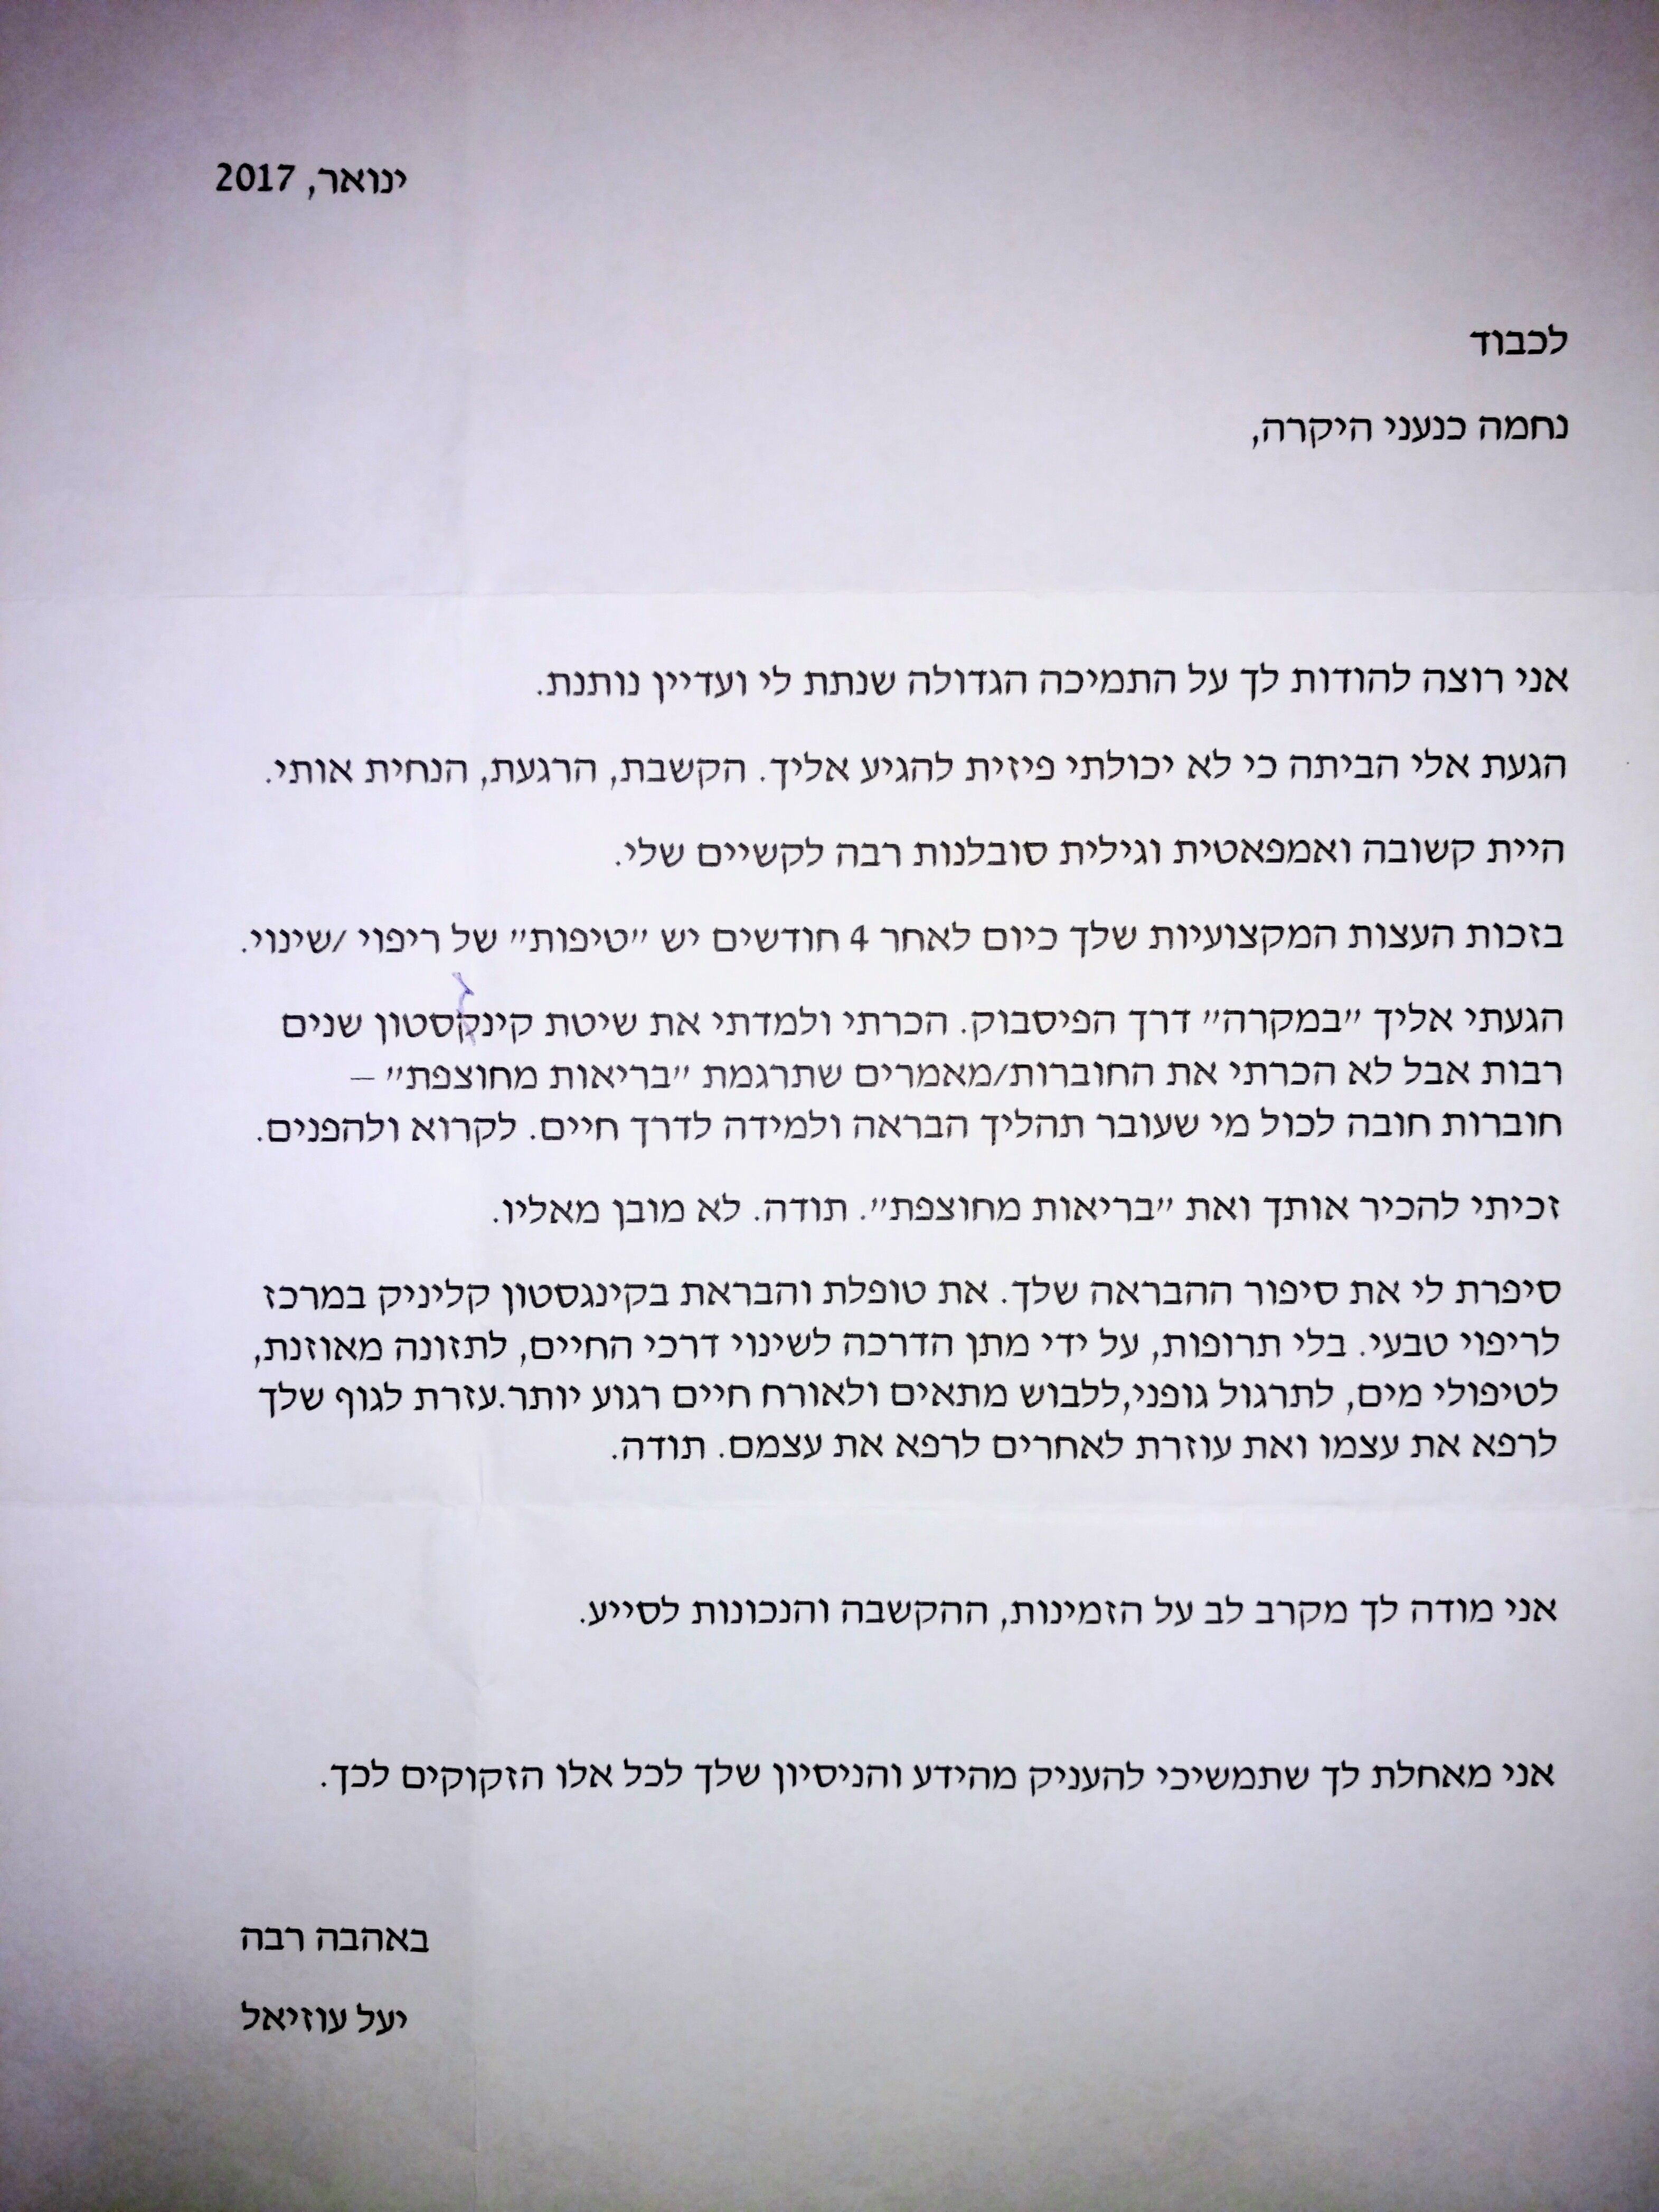 ינואר, 2017
לכבוד
נחמה כנעני היקרה,
אני רוצה להודות לך על התמיכה הגדולה שנתת לי ועדיין נותנת.
הגעת אלי הביתה כי לא יכולתי פיזית להגיע אליך. הקשבת, הרגעת, הנחית אותי.
היית קשובה ואמפאטית וגילית סובלנות רבה לקשיים שלי.
בזכות העצות המקצועיות שלך כיום לאחר 4 חודשים יש "טיפות" של ריפוי /שינוי.
הגעתי אליך "במקרה" דרך הפיסבוק. הכרתי ולמדתי את שיטת קינקסטון שנים
רבות אבל לא הכרתי את החוברות/מאמרים שתרגמת "בריאות מחוצפת" –
חוברות חובה לכול מי שעובר תהליך הבראה ולמידה לדרך חיים. לקרוא ולהפנים.
זכיתי להכיר אותך ואת "בריאות מחוצפת". תודה. לא מובן מאליו.
סיפרת לי את סיפור ההבראה שלך. את טופלת והבראת בקינגסטון קליניק במרכז
לריפוי טבעי. בלי תרופות, על ידי מתן הדרכה לשינוי דרכי החיים, לתזונה מאוזנת,
לטיפולי מים, לתרגול גופני,ללבוש מתאים ולאורח חיים רגוע יותר.עזרת לגוף שלך
לרפא את עצמו ואת עוזרת לאחרים לרפא את עצמם. תודה.
אני מודה לך מקרב לב על הזמינות, ההקשבה והנכונות לסייע.
אני מאחלת לך שתמשיכי להעניק מהידע והניסיון שלך לכל אלו הזקוקים לכך.
באהבה רבה
יעל עוזיאל